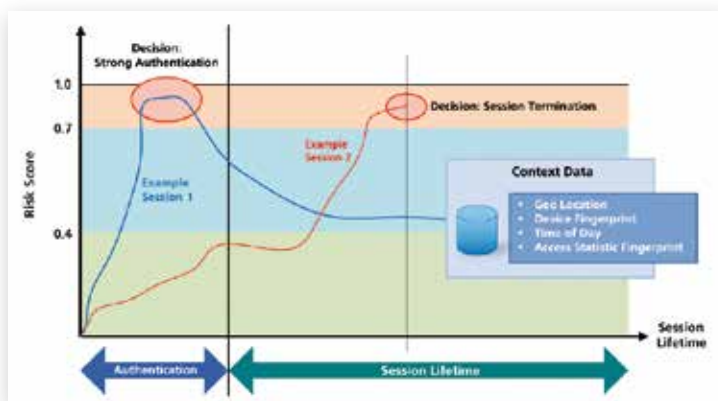 Decision:
Strong Authentication
1.0
Decision: Session Termination
0.7
Example
Session 2
Risk Score
Example
Session 1
Context Data
• Geo Location
• Device Fingerprint
• Time of Day
• Access Statistic Fingerprint
0.4
Session
Lifetime
Authentication
Session Lifetime